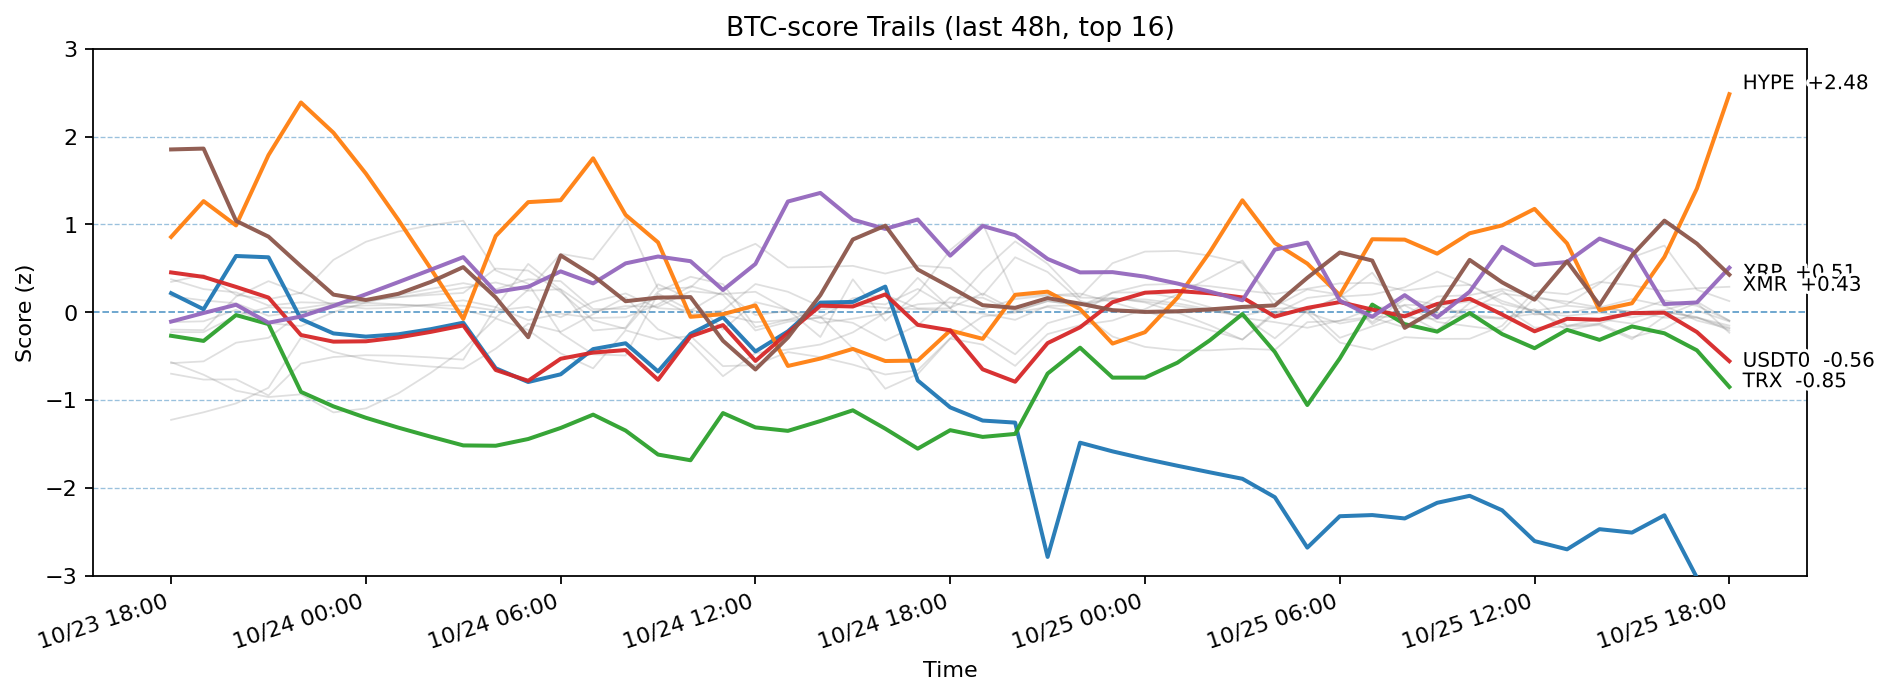 BTC-score Trails (last 48h, top 16)
3
2
1
0
−1
−2
−3
Score (z)
HYPE +2.48
XRP +0.51
XMR +0.43
USDT0 -0.56
TRX -0.85
10/23 18:00
10/24 00:00
10/24 06:00
10/24 12:00
10/24 18:00
10/25 00:00
10/25 06:00
10/25 12:00
10/25 18:00
Time